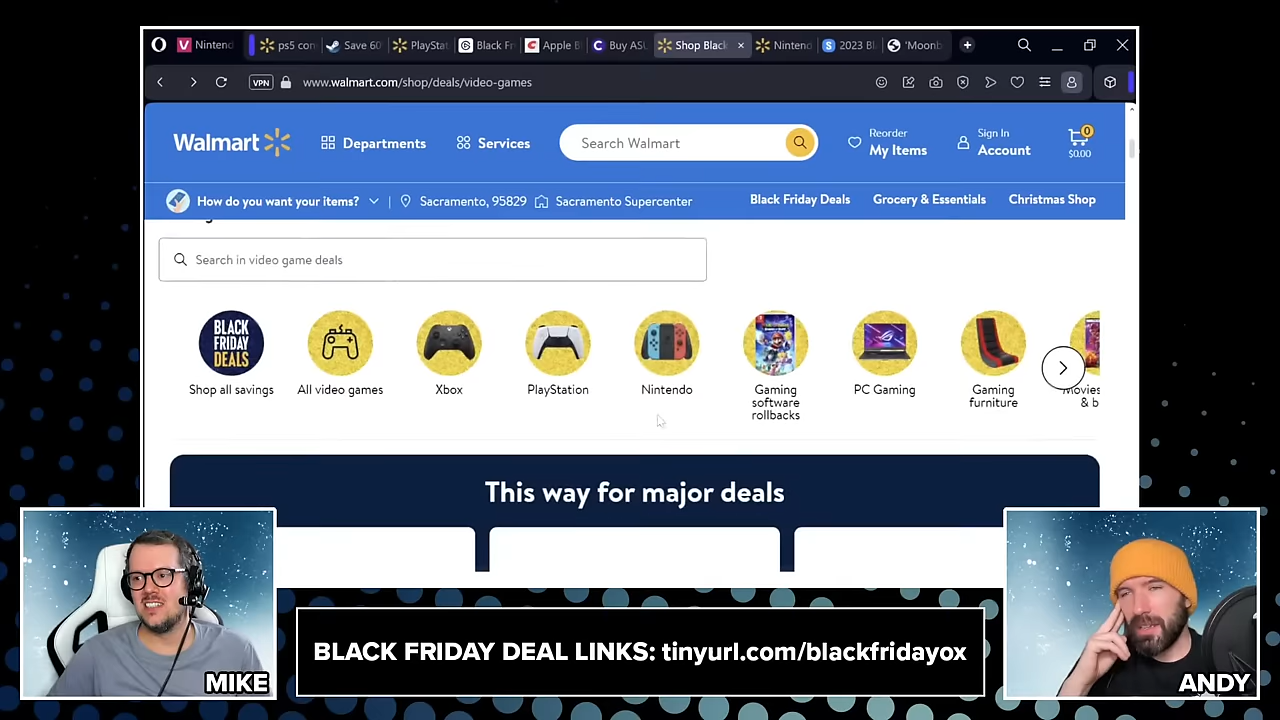 Nintend
ps5 con
Save 60
PlayStat
Black Fr
Apple B
Buy ASU
Shop Blac
Nintend
2023 Bl
'Moonb
VPN
www.walmart.com/shop/deals/video-games
Walmart
Departments
Services
Search Walmart
Reorder
My Items
Sign In
Account
0
$0.00
How do you want your items?
Sacramento, 95829
Sacramento Supercenter
Black Friday Deals
Grocery & Essentials
Christmas Shop
Search in video game deals
BLACK
FRIDAY
DEALS
Shop all savings
All video games
Xbox
PlayStation
Nintendo
Gaming
software
rollbacks
PC Gaming
Gaming
furniture
Movies
& b
This way for major deals
MIKE
BLACK FRIDAY DEAL LINKS: tinyurl.com/blackfridayox
ANDY